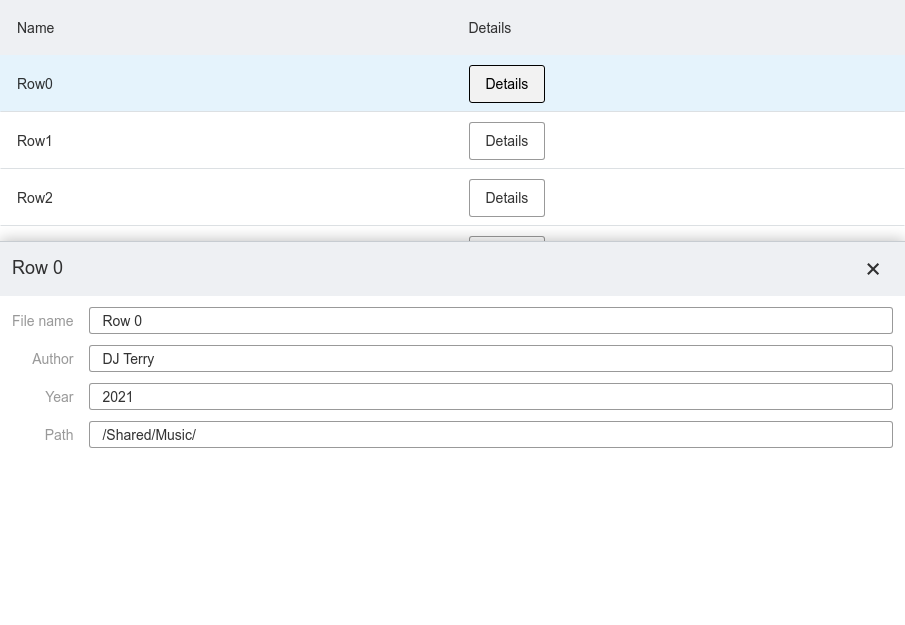 Name Details
Row0 Details
Row1 Details
Row2 Details
Row 0
File name Row 0
Author DJ Terry
Year 2021
Path /Shared/Music/